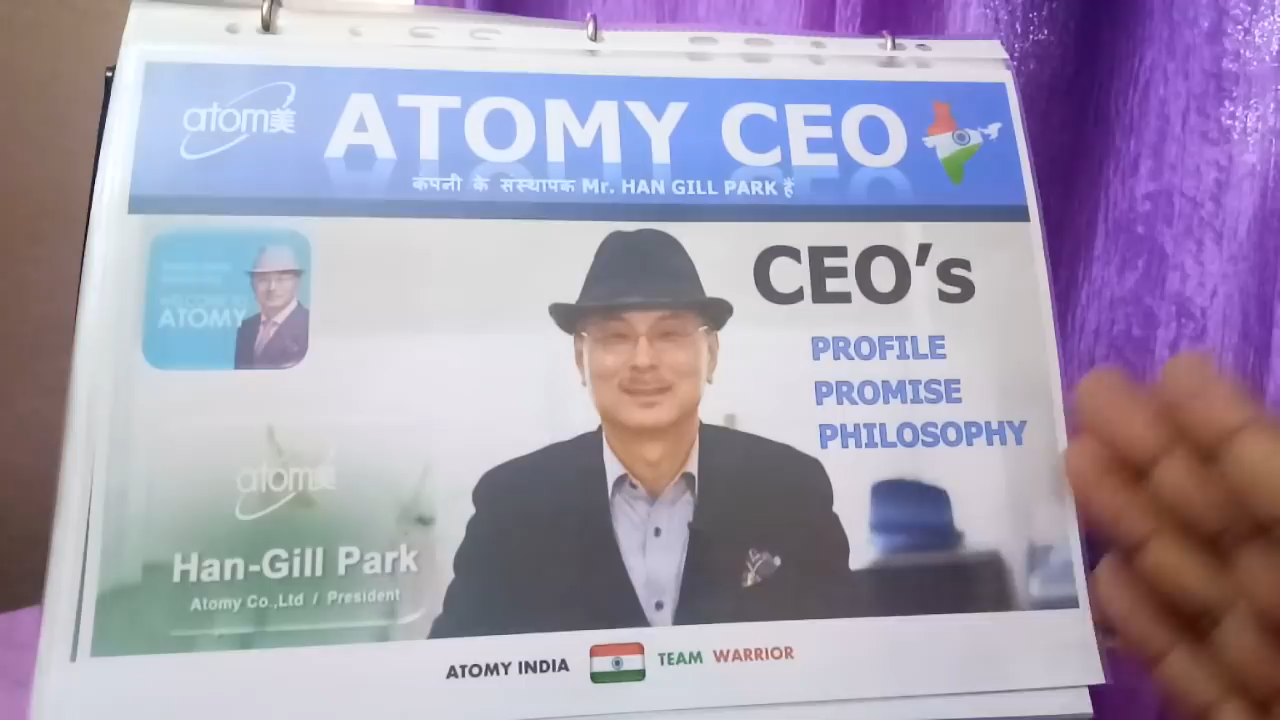 atom美
ATOMY CEO
कंपनी के संस्थापक Mr. HAN GILL PARK हैं
CEO's
PROFILE
PROMISE
PHILOSOPHY
ATOMY
atom美
Han-Gill Park
Atomy Co.,Ltd / President
ATOMY INDIA TEAM WARRIOR